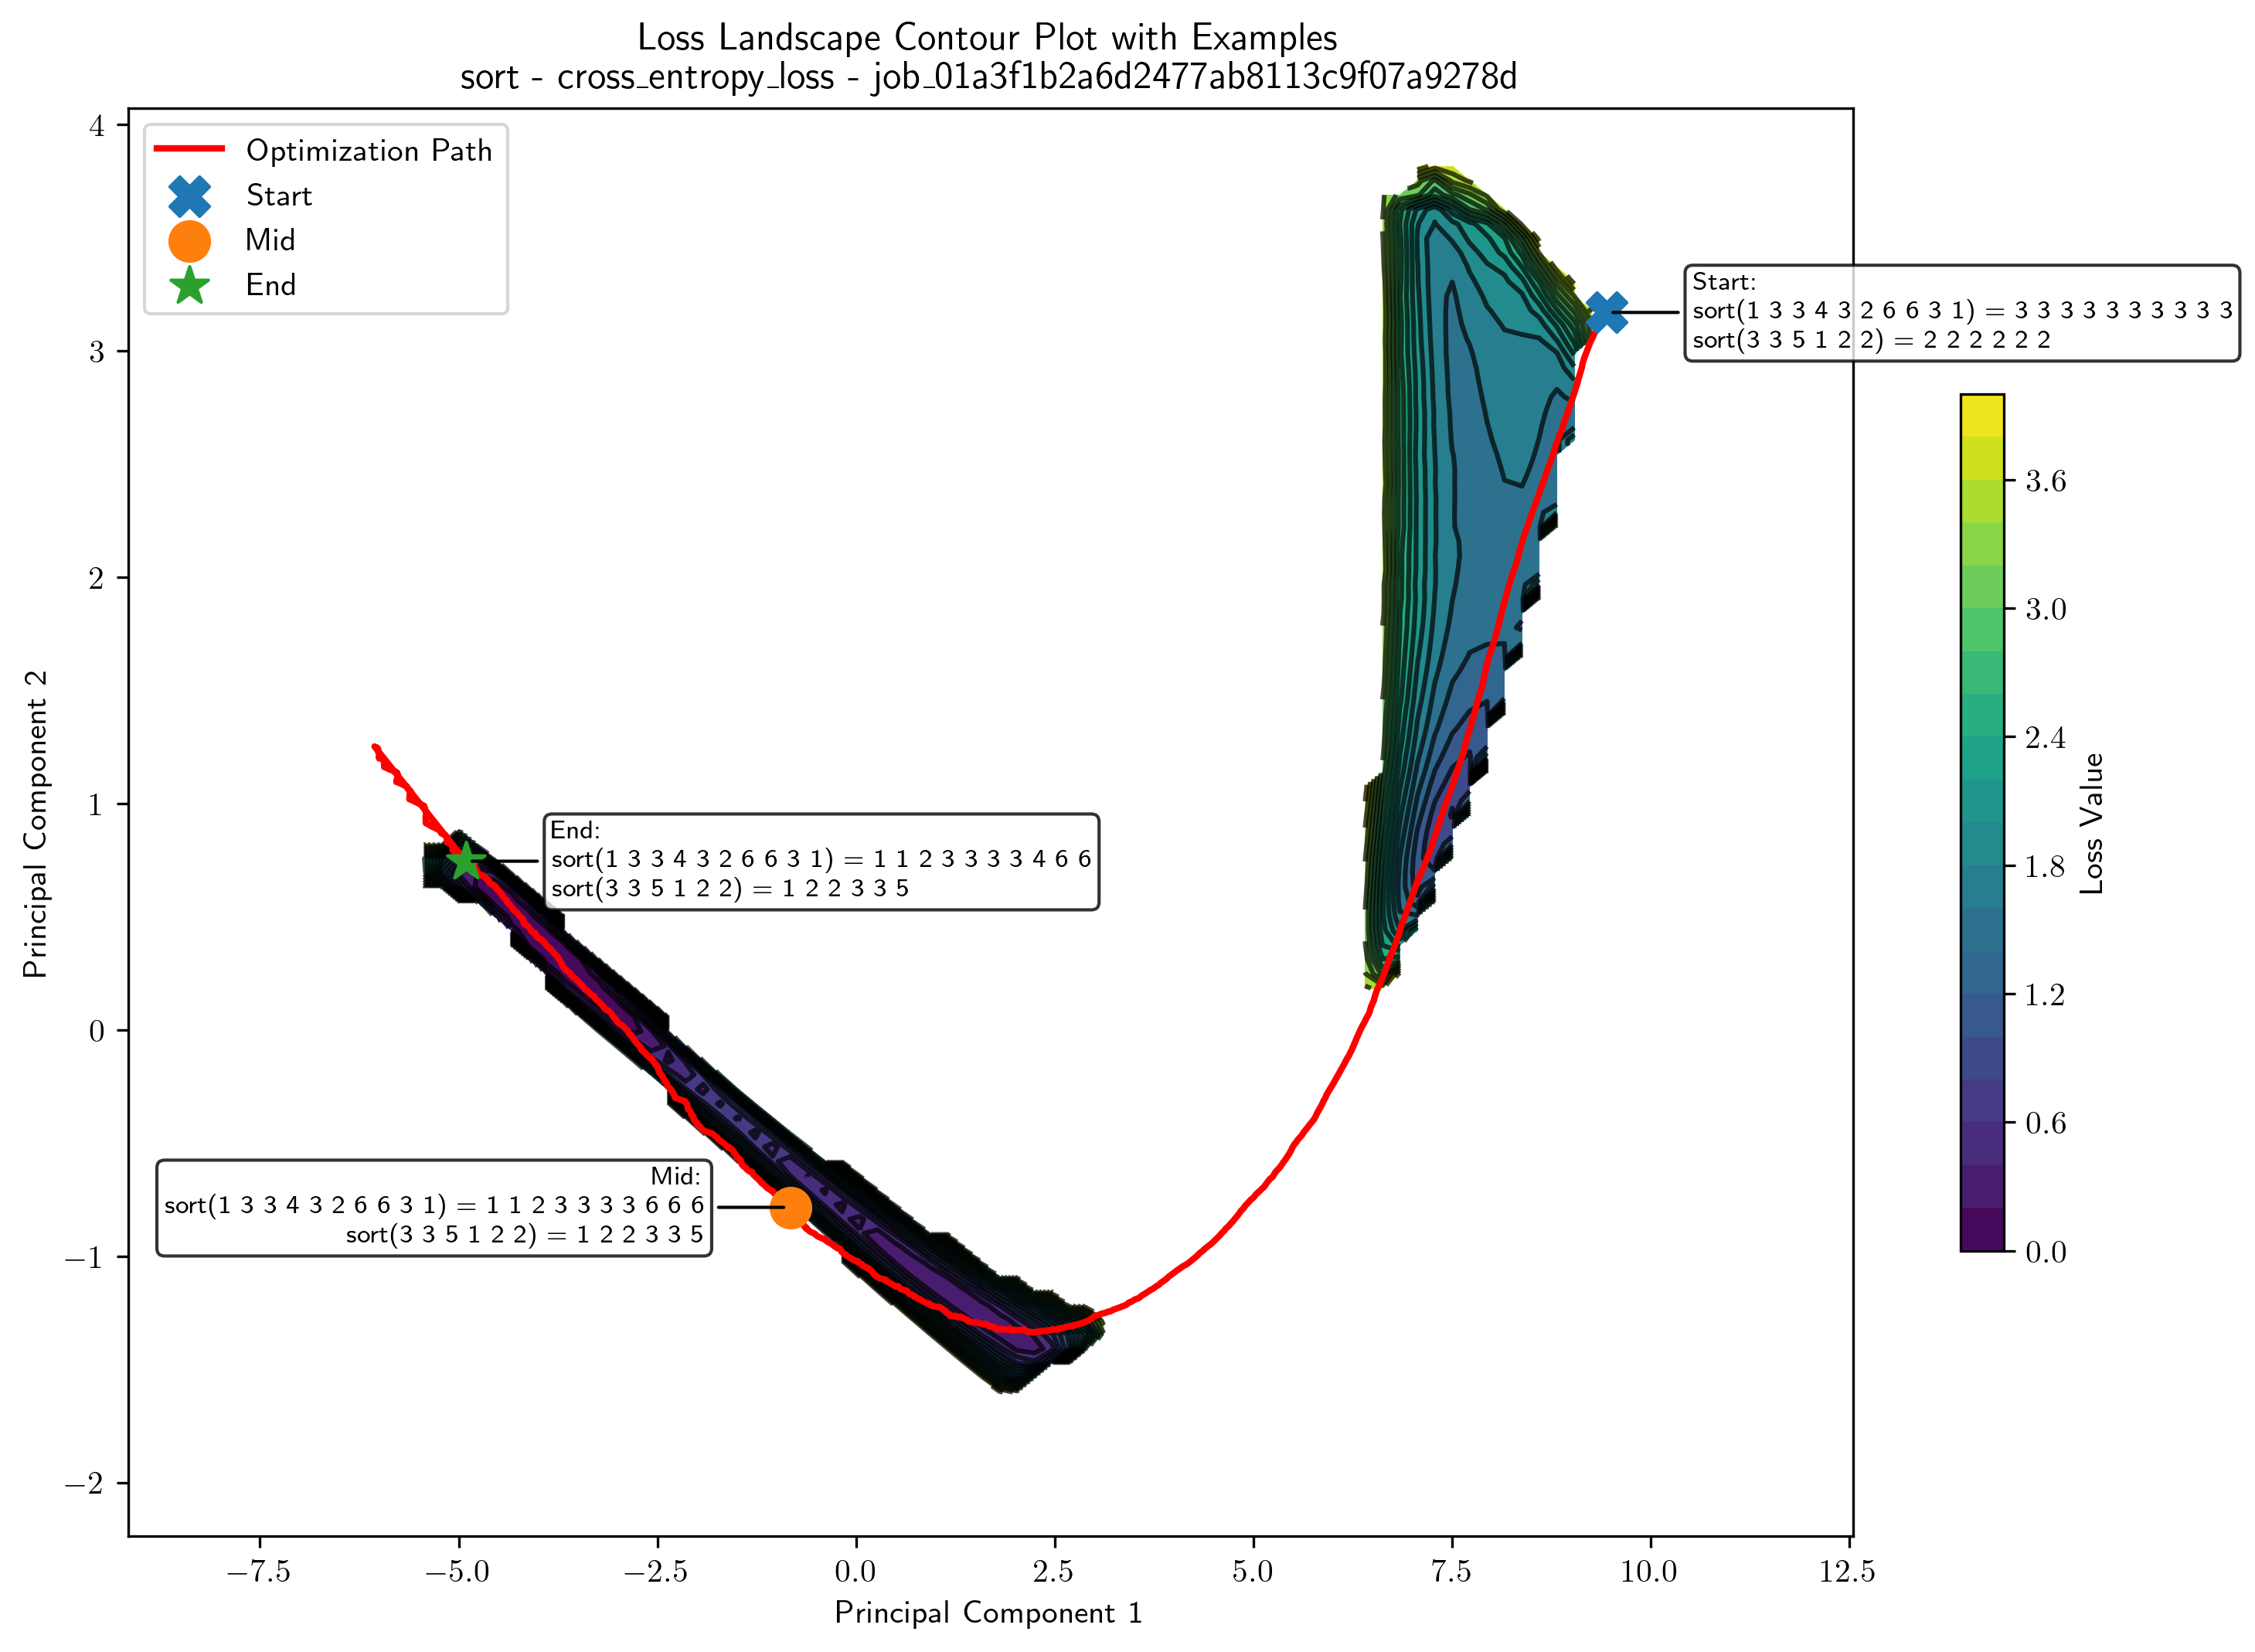 Loss Landscape Contour Plot with Examples
sort - cross_entropy_loss - job_01a3f1b2a6d2477ab8113c9f07a9278d
Optimization Path
Start
Mid
End
4
3
2
1
0
−1
−2
Principal Component 2
Start:
sort(1 3 3 4 3 2 6 6 3 1) = 3 3 3 3 3 3 3 3 3 3
sort(3 3 5 1 2 2) = 2 2 2 2 2 2
End:
sort(1 3 3 4 3 2 6 6 3 1) = 1 1 2 3 3 3 3 4 6 6
sort(3 3 5 1 2 2) = 1 2 2 3 3 5
Mid:
sort(1 3 3 4 3 2 6 6 3 1) = 1 1 2 3 3 3 3 6 6 6
sort(3 3 5 1 2 2) = 1 2 2 3 3 5
−7.5
−5.0
−2.5
0.0
2.5
5.0
7.5
10.0
12.5
Principal Component 1
3.6
3.0
2.4
1.8
1.2
0.6
0.0
Loss Value